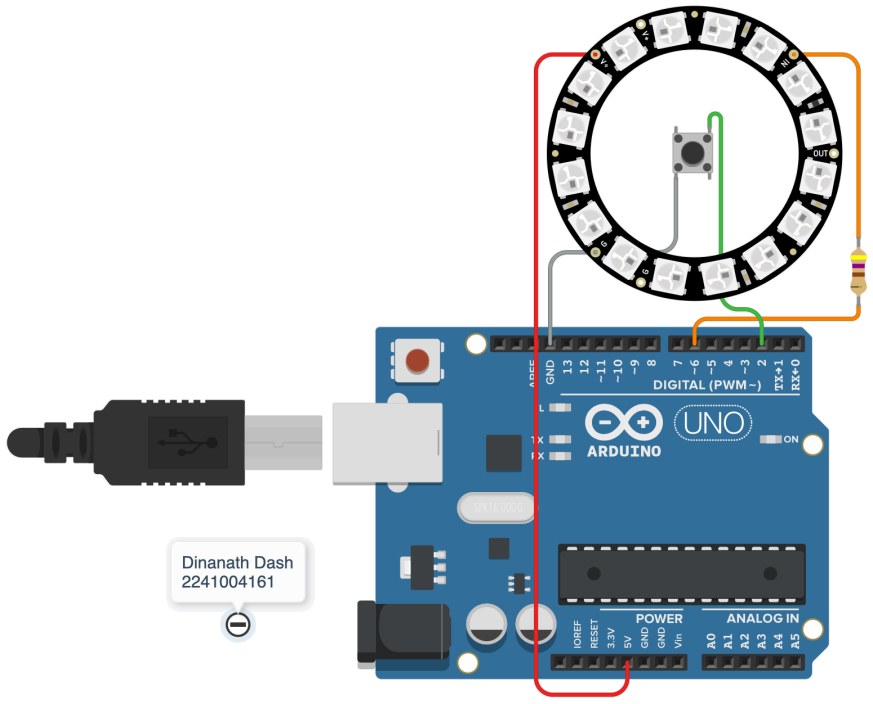 V+
V+
IN
OUT
G
G
AREF
GND
13
12
~11
~10
~9
8
7
~6
~5
4
~3
2
TX→1
RX←0
DIGITAL (PWM~)
L
TX
RX
ARDUINO
UNO
ON
Dinanath Dash
2241004161
POWER
ANALOG IN
IOREF
RESET
3.3V
5V
GND
GND
Vin
A0
A1
A2
A3
A4
A5